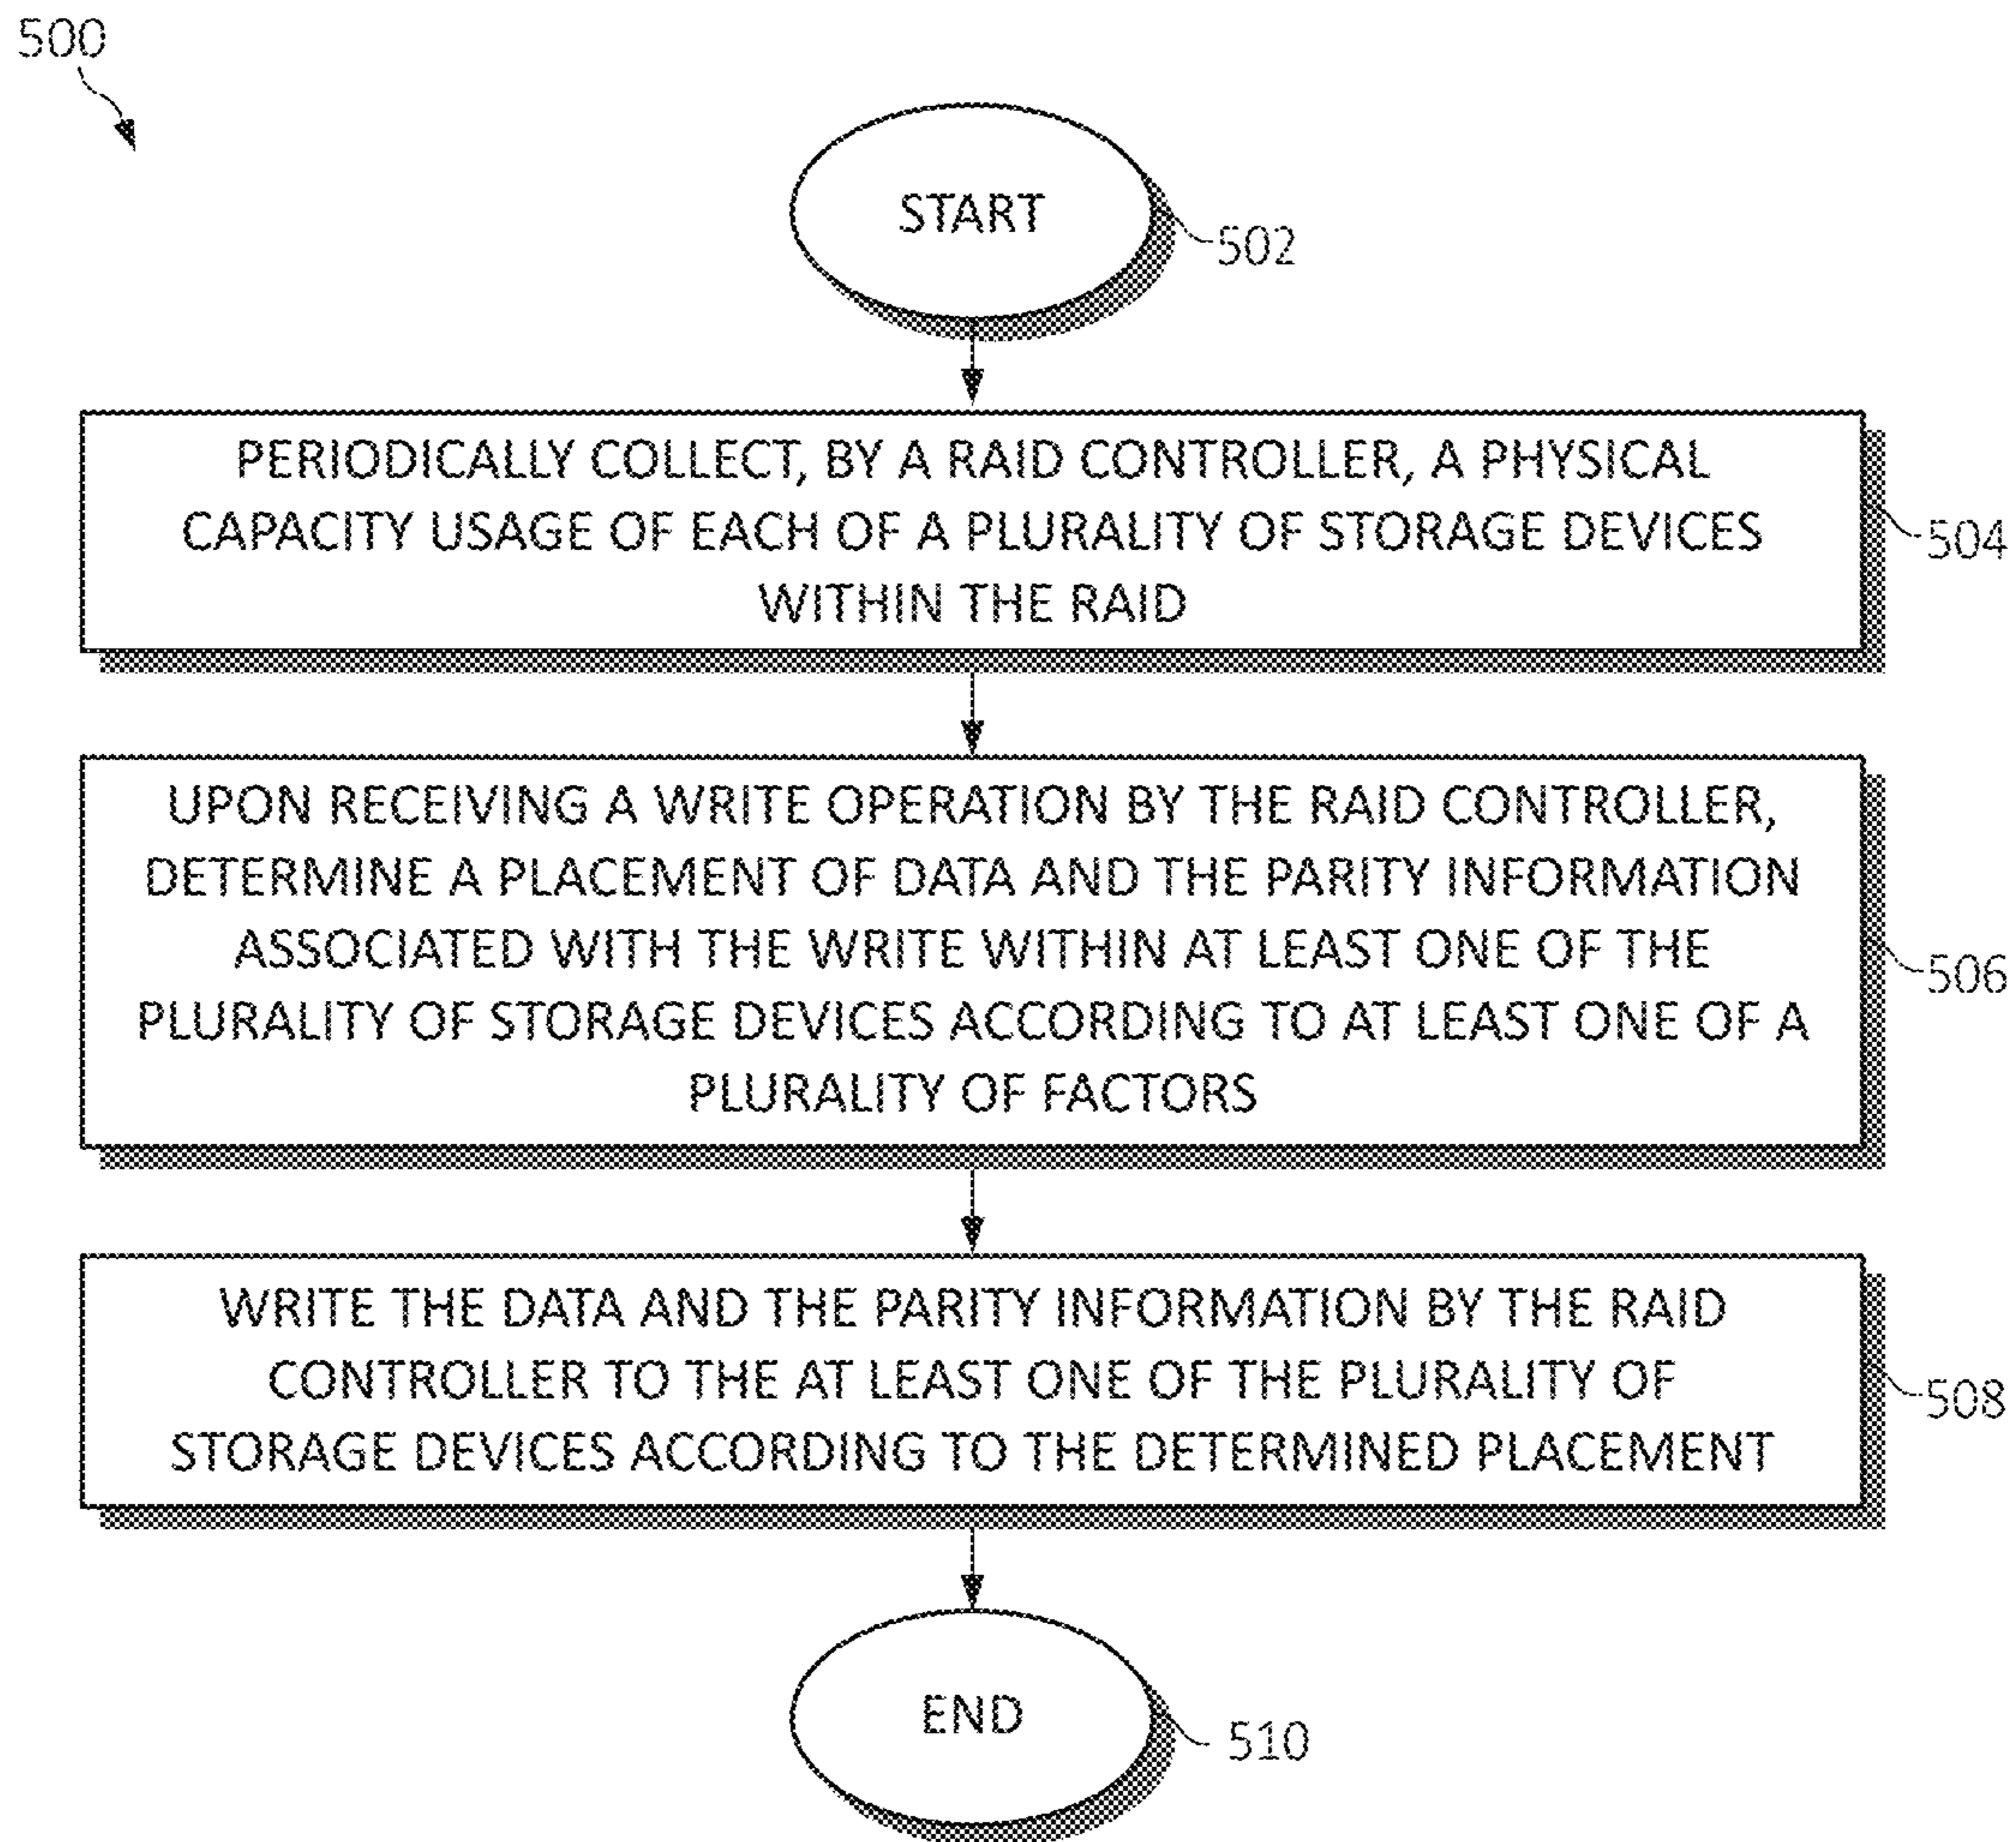 500
START
502
PERIODICALLY COLLECT, BY A RAID CONTROLLER, A PHYSICAL
CAPACITY USAGE OF EACH OF A PLURALITY OF STORAGE DEVICES
WITHIN THE RAID
504
UPON RECEIVING A WRITE OPERATION BY THE RAID CONTROLLER,
DETERMINE A PLACEMENT OF DATA AND THE PARITY INFORMATION
ASSOCIATED WITH THE WRITE WITHIN AT LEAST ONE OF THE
PLURALITY OF STORAGE DEVICES ACCORDING TO AT LEAST ONE OF A
PLURALITY OF FACTORS
506
WRITE THE DATA AND THE PARITY INFORMATION BY THE RAID
CONTROLLER TO THE AT LEAST ONE OF THE PLURALITY OF
STORAGE DEVICES ACCORDING TO THE DETERMINED PLACEMENT
508
END
510